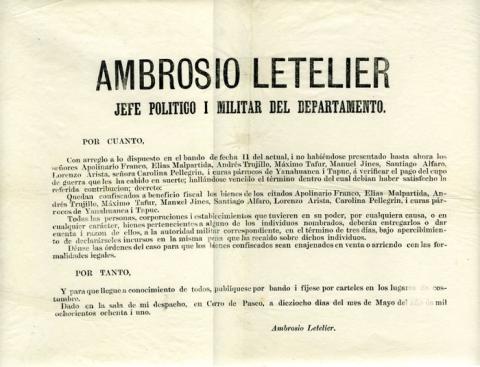 AMBROSIO LETELIER
JEFE POLITICO I MILITAR DEL DEPARTAMENTO.
POR CUANTO,
Con arreglo a lo dispuesto en el bando de fecha 11 del actual, i no habiéndose presentado hasta ahora los
señores Apolinario Franco, Elias Malpartida, Andrés Trujillo, Máximo Tafur, Manuel Jines, Santiago Alfaro,
Lorenzo Arista, señora Carolina Pellegrin, i curas párrocos de Yanahuanca i Tapuc, á verificar el pago del cupo
de guerra que les ha cabido en suerte; hallándose vencido el término dentro del cual debian haber satisfecho la
referida contribucion; decreto:
Quedan confiscados a beneficio fiscal los bienes de los citados Apolinario Franco, Elias Malpartida, An-
drés Trujillo, Máximo Tafur, Manuel Jines, Santiago Alfaro, Lorenzo Arista, Carolina Pellegrin, i curas pár-
rocos de Yanahuanca i Tapuc.
Todas las personas, corporaciones i establecimientos que tuvieren en su poder, por cualquiera causa, o en
cualquier carácter, bienes pertenecientes a alguno de los individuos nombrados, deberán entregarlos o dar
cuenta i razon de ellos, a la autoridad militar correspondiente, en el término de tres dias, bajo apercibimien-
to de declarárseles incursos en la misma pena que ha recaido sobre dichos individuos.
Dénse las órdenes del caso para que los bienes confiscados sean enajenados en venta o arriendo con las for-
malidades legales.
POR TANTO,
Y para que llegue a conocimiento de todos, publíquese por bando i fíjese por carteles en los lugares de cos-
tumbre.
Dado en la sala de mi despacho, en Cerro de Pasco, a dieziocho dias del mes de Mayo del año de mil
ochocientos ochenta i uno.
Ambrosio Letelier.